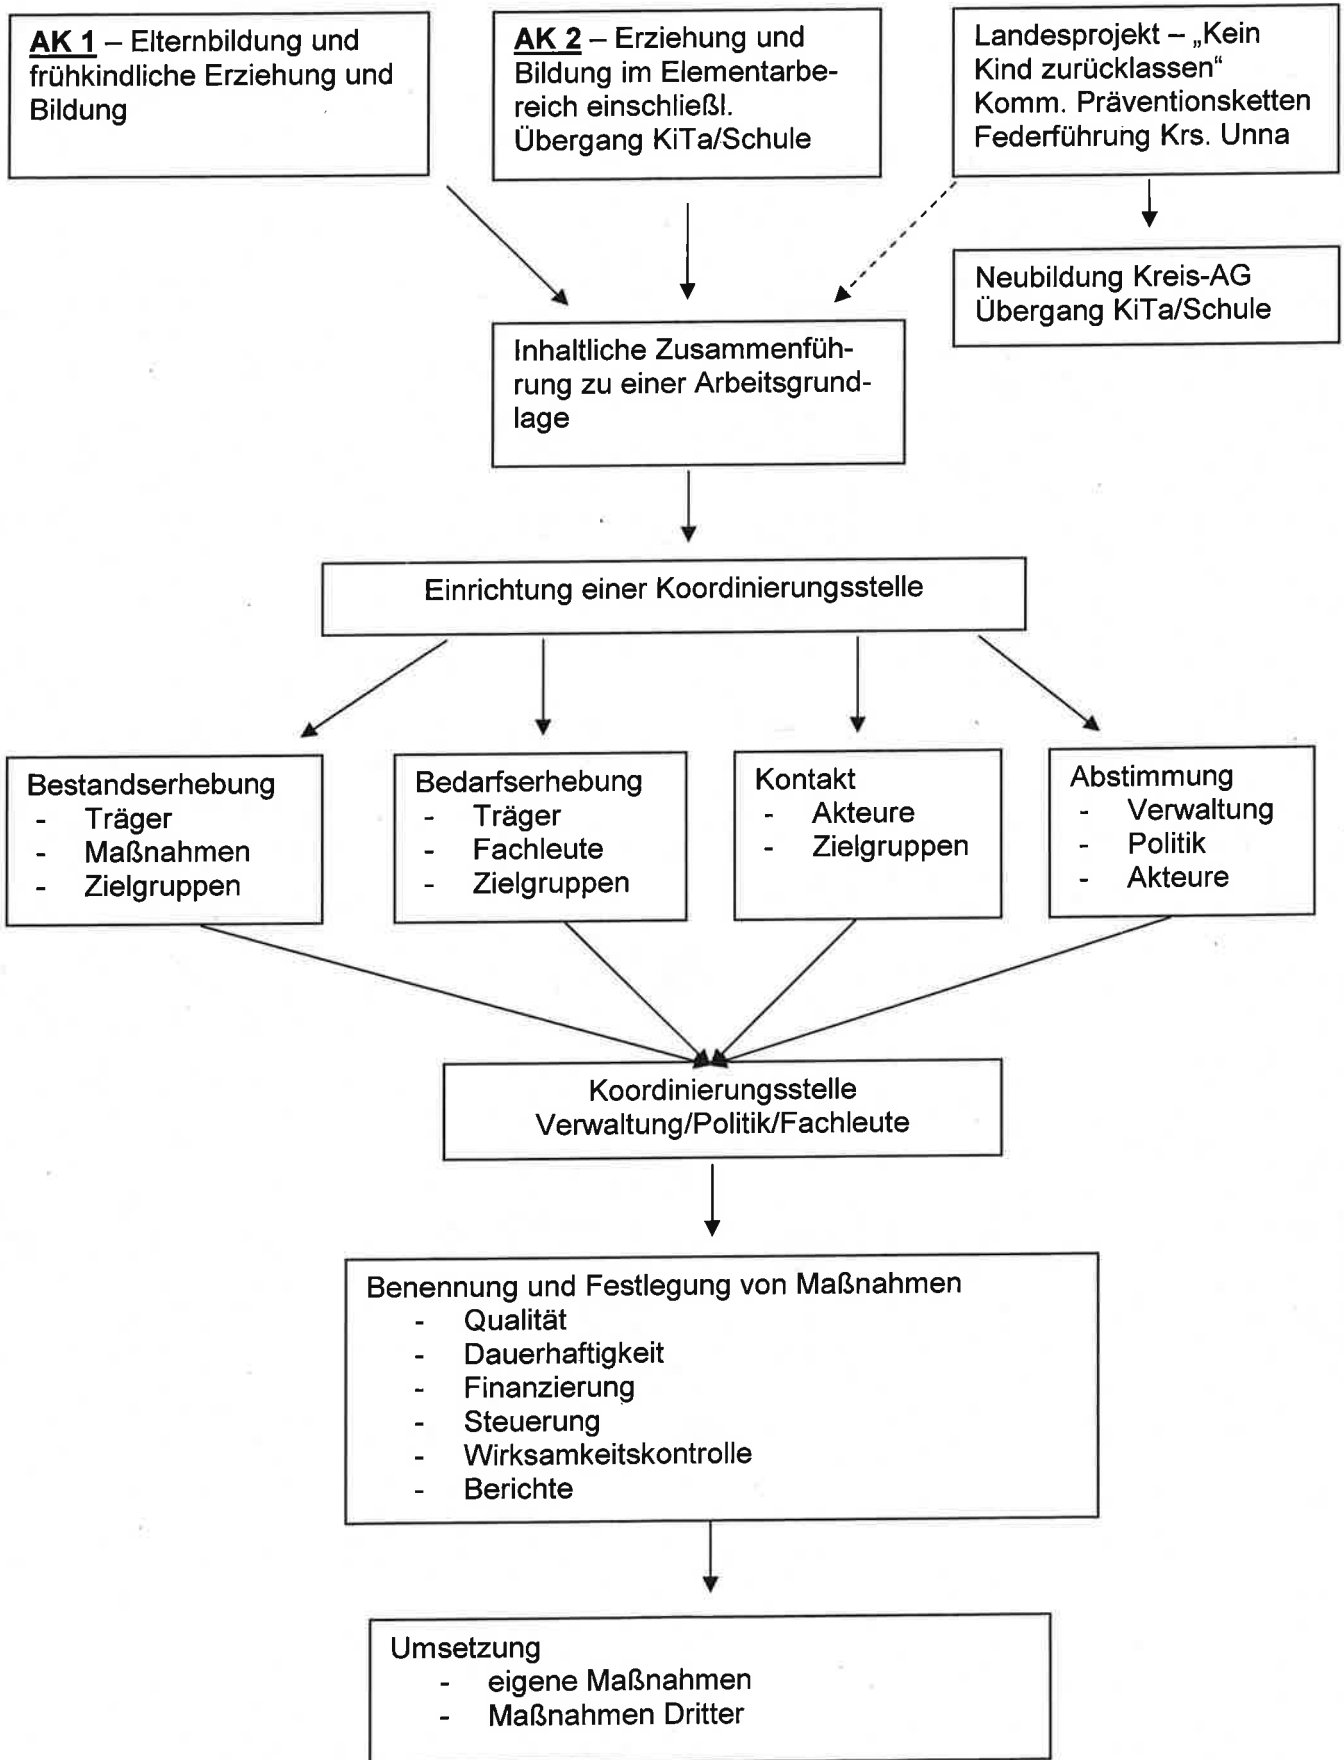 AK 1 – Elternbildung und
frühkindliche Erziehung und
Bildung
AK 2 – Erziehung und
Bildung im Elementarbe-
reich einschließl.
Übergang KiTa/Schule
Landesprojekt – „Kein
Kind zurücklassen“
Komm. Präventionsketten
Federführung Krs. Unna
Neubildung Kreis-AG
Übergang KiTa/Schule
Inhaltliche Zusammenfüh-
rung zu einer Arbeitsgrund-
lage
Einrichtung einer Koordinierungsstelle
Bestandserhebung
- Träger
- Maßnahmen
- Zielgruppen
Bedarfserhebung
- Träger
- Fachleute
- Zielgruppen
Kontakt
- Akteure
- Zielgruppen
Abstimmung
- Verwaltung
- Politik
- Akteure
Koordinierungsstelle
Verwaltung/Politik/Fachleute
Benennung und Festlegung von Maßnahmen
- Qualität
- Dauerhaftigkeit
- Finanzierung
- Steuerung
- Wirksamkeitskontrolle
- Berichte
Umsetzung
- eigene Maßnahmen
- Maßnahmen Dritter